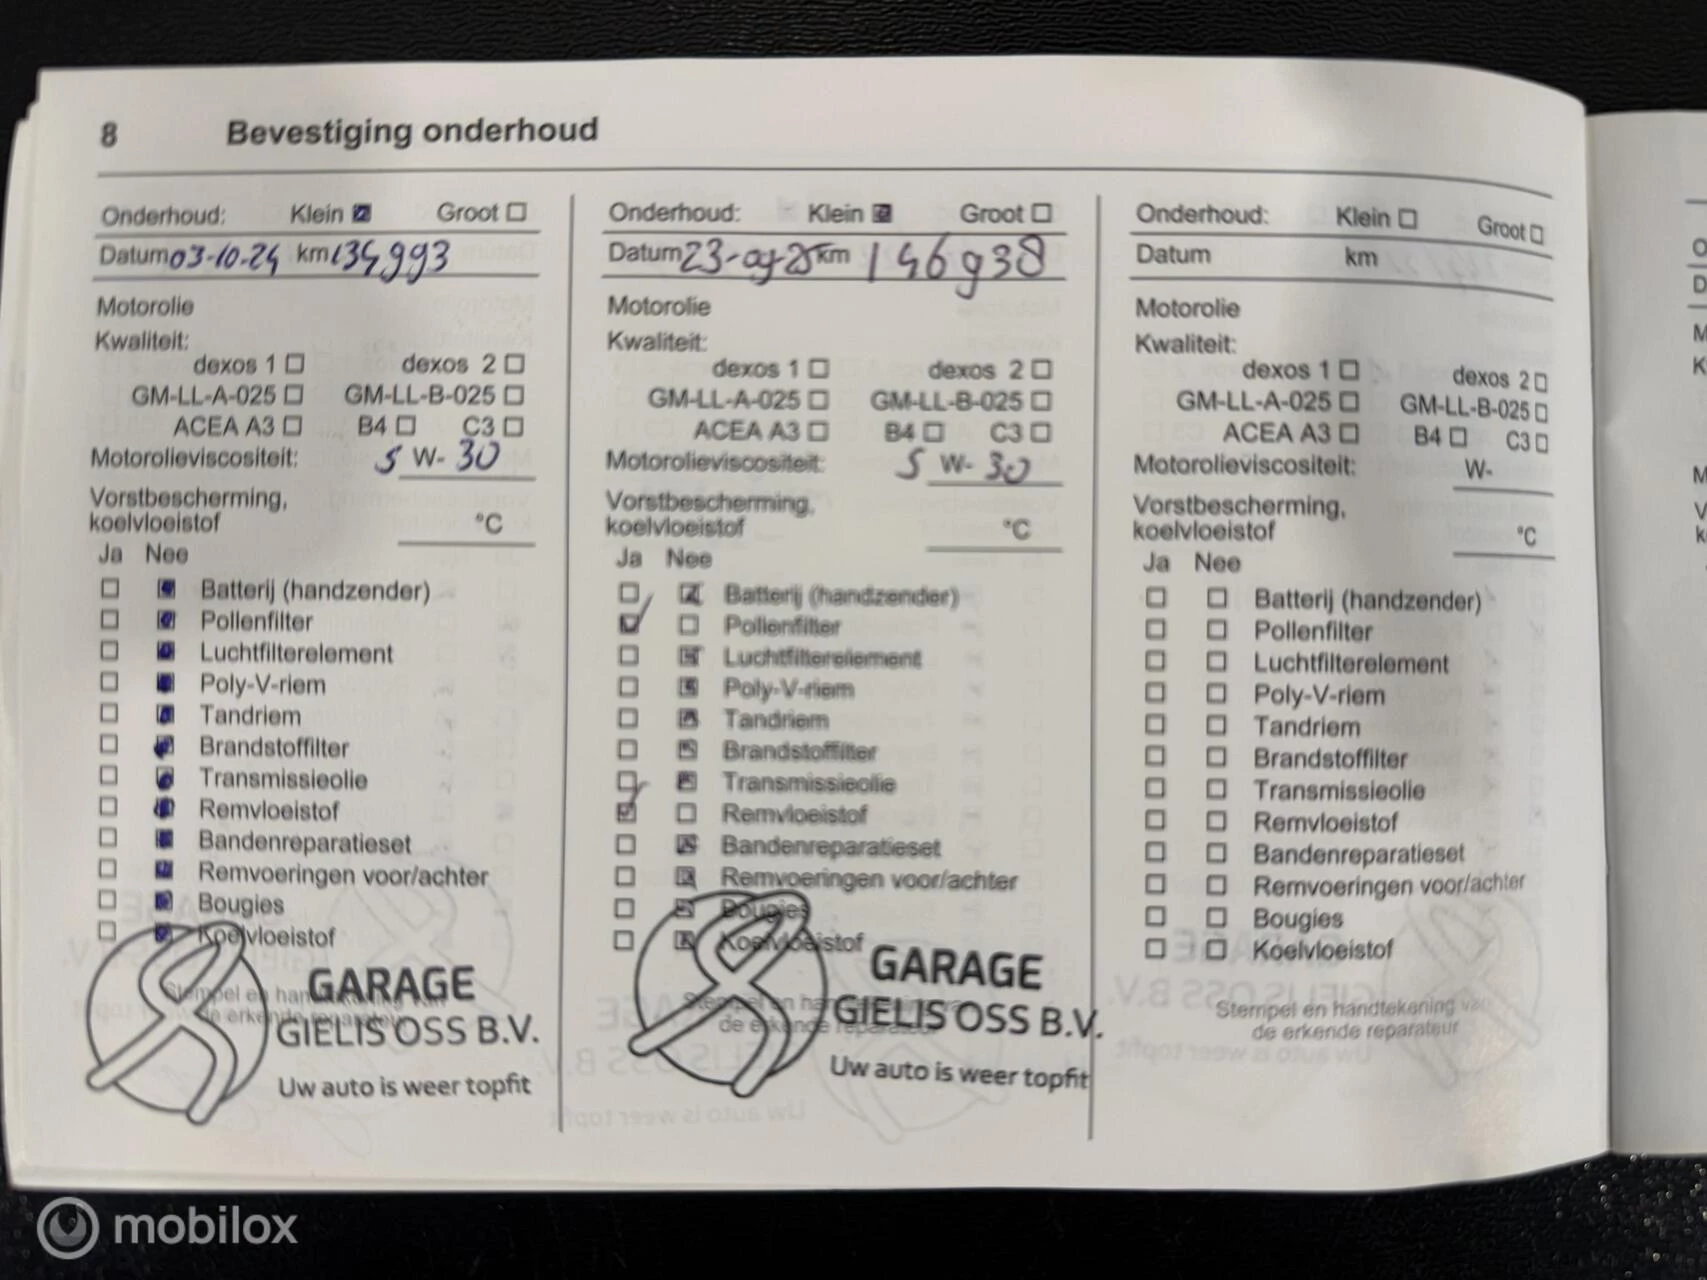 8 Bevestiging onderhoud
Onderhoud: Klein Groot
Datum 03-10-24 km 134993
Motorolie
Kwaliteit:
dexos 1 dexos 2
GM-LL-A-025 GM-LL-B-025
ACEA A3 B4 C3
Motorolieviscositeit: 5 W- 30
Vorstbescherming,
koelvloeistof °C
Ja Nee
Batterij (handzender)
Pollenfilter
Luchtfilterelement
Poly-V-riem
Tandriem
Brandstoffilter
Transmissieolie
Remvloeistof
Bandenreparatieset
Remvoeringen voor/achter
Bougies
Koelvloeistof
GARAGE
GIELIS OSS B.V.
Uw auto is weer topfit
Onderhoud: Klein Groot
Datum 23-09-25 km 146938
Motorolie
Kwaliteit:
dexos 1 dexos 2
GM-LL-A-025 GM-LL-B-025
ACEA A3 B4 C3
Motorolieviscositeit: 5 W- 30
Vorstbescherming,
koelvloeistof °C
Ja Nee
Batterij (handzender)
Pollenfilter
Luchtfilterelement
Poly-V-riem
Tandriem
Brandstoffilter
Transmissieolie
Remvloeistof
Bandenreparatieset
Remvoeringen voor/achter
Bougies
Koelvloeistof
GARAGE
GIELIS OSS B.V.
Uw auto is weer topfit
Onderhoud: Klein Groot
Datum km
Motorolie
Kwaliteit:
dexos 1 dexos 2
GM-LL-A-025 GM-LL-B-025
ACEA A3 B4 C3
Motorolieviscositeit: W-
Vorstbescherming,
koelvloeistof °C
Ja Nee
Batterij (handzender)
Pollenfilter
Luchtfilterelement
Poly-V-riem
Tandriem
Brandstoffilter
Transmissieolie
Remvloeistof
Bandenreparatieset
Remvoeringen voor/achter
Bougies
Koelvloeistof
Stempel en handtekening van
de erkende reparateur
mobilox